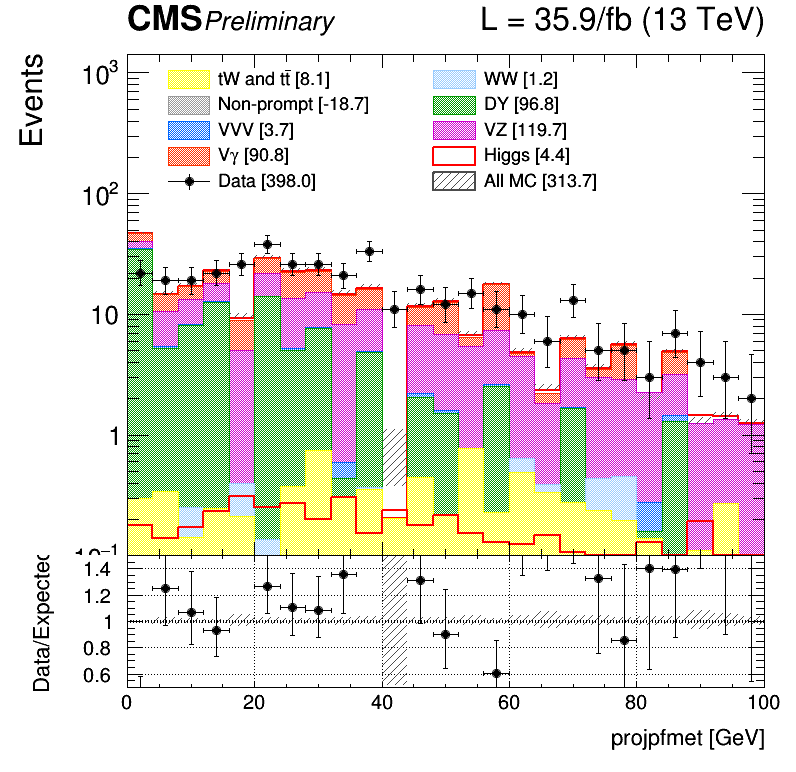 CMS Preliminary L = 35.9/fb (13 TeV)
Events
10³
10²
10
1
10⁻¹
tW and tt̄ [8.1]
Non-prompt [-18.7]
VVV [3.7]
Vγ [90.8]
Data [398.0]
WW [1.2]
DY [96.8]
VZ [119.7]
Higgs [4.4]
All MC [313.7]
Data/Expected
1.4
1.2
1
0.8
0.6
0 20 40 60 80 100
projpfmet [GeV]